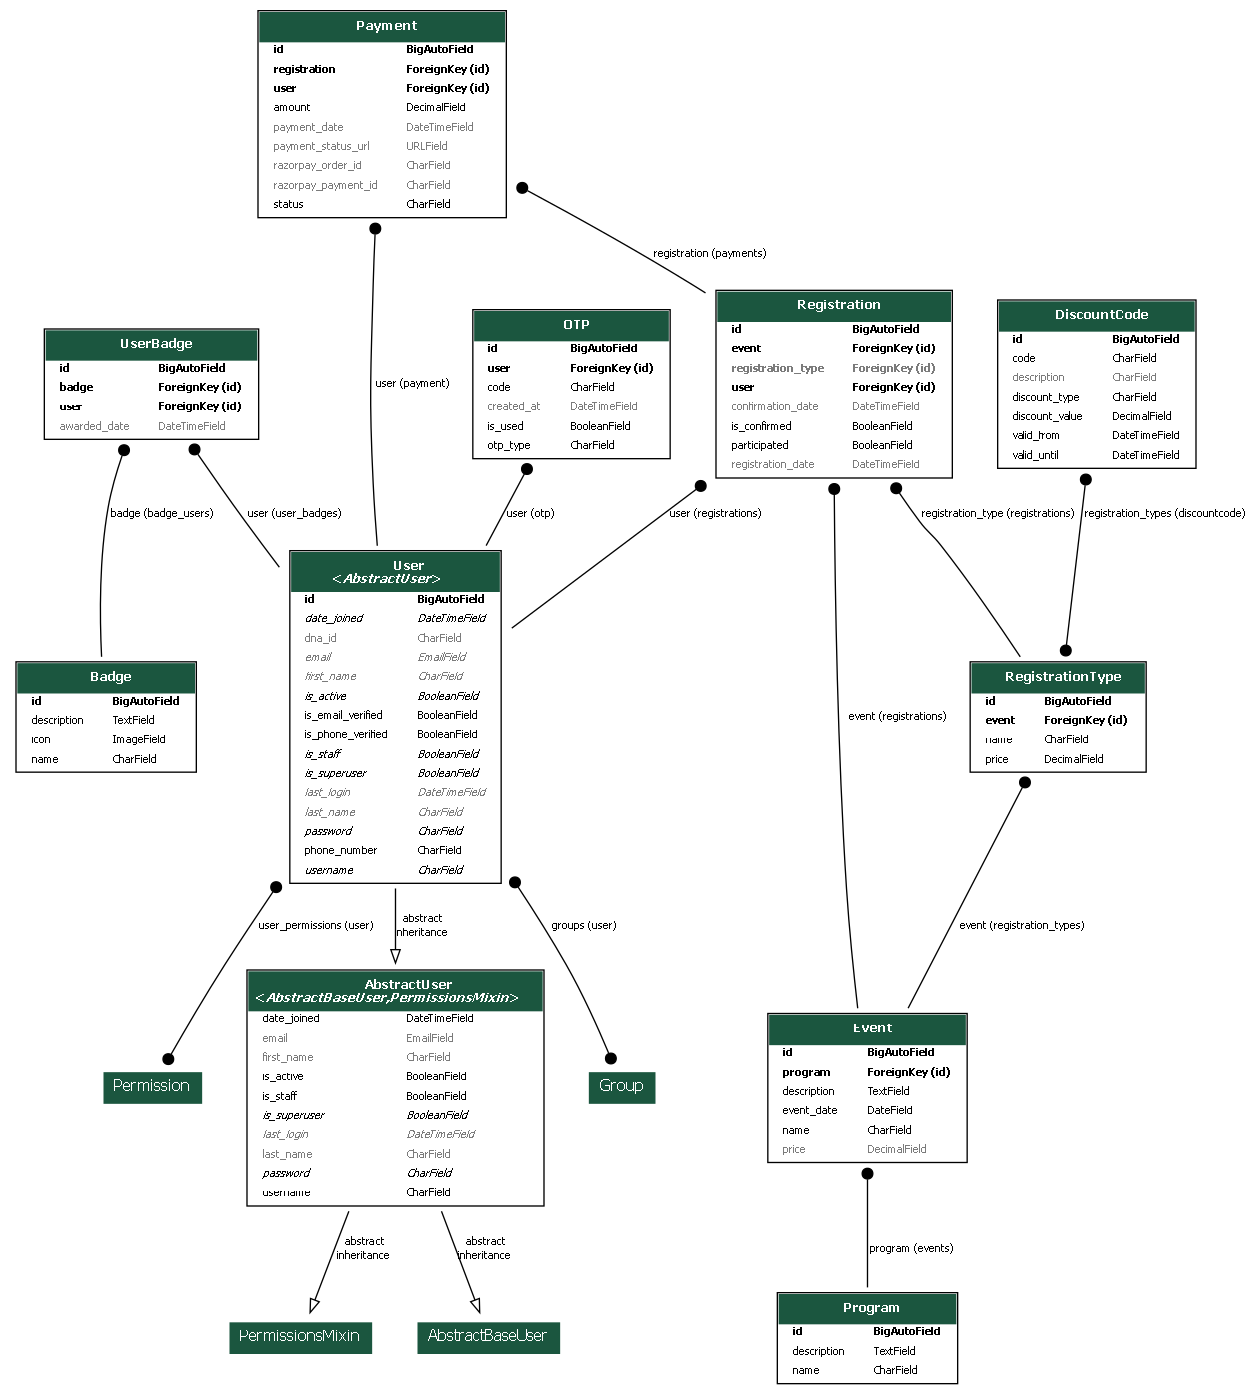 Payment
id BigAutoField
registration ForeignKey (id)
user ForeignKey (id)
amount DecimalField
payment_date DateTimeField
payment_status_url URLField
razorpay_order_id CharField
razorpay_payment_id CharField
status CharField
registration (payments)
user (payment)
UserBadge
id BigAutoField
badge ForeignKey (id)
user ForeignKey (id)
awarded_date DateTimeField
OTP
id BigAutoField
user ForeignKey (id)
code CharField
created_at DateTimeField
is_used BooleanField
otp_type CharField
Registration
id BigAutoField
event ForeignKey (id)
registration_type ForeignKey (id)
user ForeignKey (id)
confirmation_date DateTimeField
is_confirmed BooleanField
participated BooleanField
registration_date DateTimeField
DiscountCode
id BigAutoField
code CharField
description CharField
discount_type CharField
discount_value DecimalField
valid_from DateTimeField
valid_until DateTimeField
badge (badge_users)
user (user_badges)
user (otp)
user (registrations)
registration_type (registrations)
registration_types (discountcode)
User
<AbstractUser>
id BigAutoField
date_joined DateTimeField
dna_id CharField
email EmailField
first_name CharField
is_active BooleanField
is_email_verified BooleanField
is_phone_verified BooleanField
is_staff BooleanField
is_superuser BooleanField
last_login DateTimeField
last_name CharField
password CharField
phone_number CharField
username CharField
Badge
id BigAutoField
description TextField
icon ImageField
name CharField
RegistrationType
id BigAutoField
event ForeignKey (id)
name CharField
price DecimalField
event (registrations)
user_permissions (user)
abstract
inheritance
groups (user)
event (registration_types)
AbstractUser
<AbstractBaseUser,PermissionsMixin>
date_joined DateTimeField
email EmailField
first_name CharField
is_active BooleanField
is_staff BooleanField
is_superuser BooleanField
last_login DateTimeField
last_name CharField
password CharField
username CharField
Permission
Group
Event
id BigAutoField
program ForeignKey (id)
description TextField
event_date DateField
name CharField
price DecimalField
abstract
inheritance
abstract
inheritance
program (events)
PermissionsMixin
AbstractBaseUser
Program
id BigAutoField
description TextField
name CharField